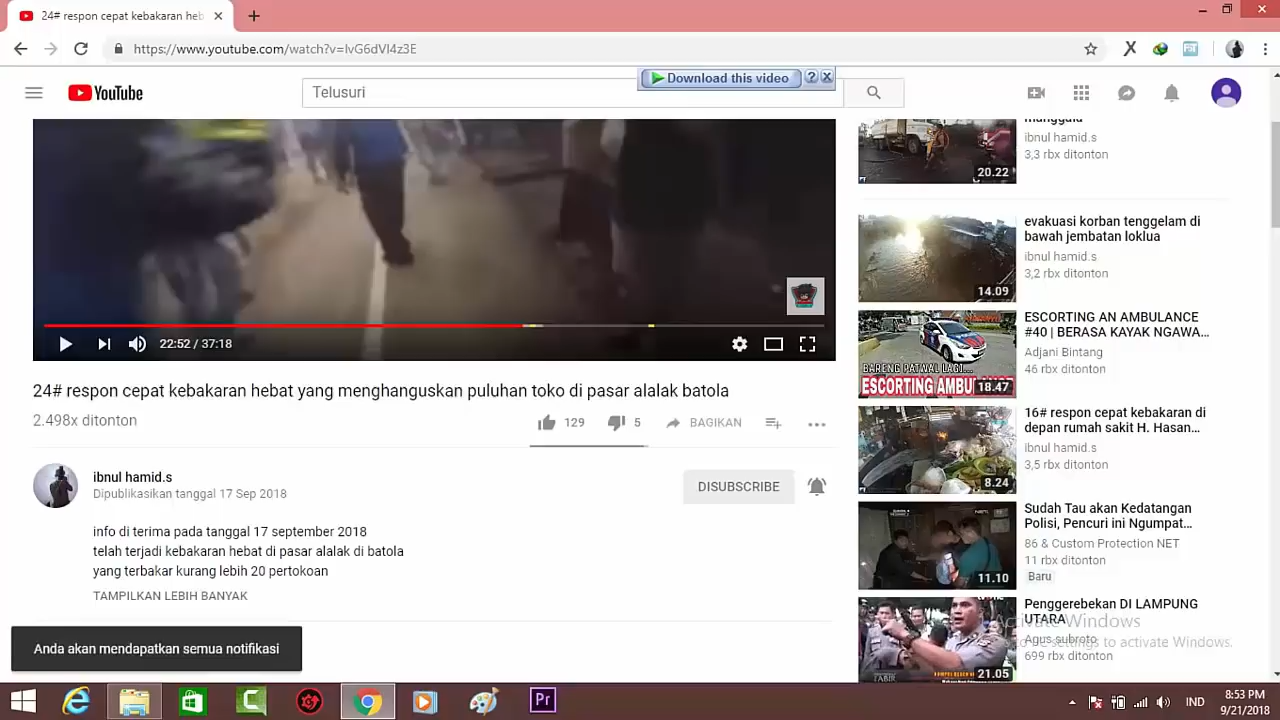 24# respon cepat kebakaran heb
https://www.youtube.com/watch?v=IvG6dVI4z3E
YouTube
Telusuri
Download this video
?
22:52 / 37:18
24# respon cepat kebakaran hebat yang menghanguskan puluhan toko di pasar alalak batola
2.498x ditonton
129
5
BAGIKAN
ibnul hamid.s
Dipublikasikan tanggal 17 Sep 2018
DISUBSCRIBE
info di terima pada tanggal 17 september 2018
telah terjadi kebakaran hebat di pasar alalak di batola
yang terbakar kurang lebih 20 pertokoan
TAMPILKAN LEBIH BANYAK
Anda akan mendapatkan semua notifikasi
manggala
ibnul hamid.s
3,3 rbx ditonton
20.22
evakuasi korban tenggelam di
bawah jembatan loklua
ibnul hamid.s
3,2 rbx ditonton
14.09
ESCORTING AN AMBULANCE
#40 | BERASA KAYAK NGAWA...
Adjani Bintang
46 rbx ditonton
BARENG PATWAL LAGI...
ESCORTING AMBU
18.47
16# respon cepat kebakaran di
depan rumah sakit H. Hasan...
ibnul hamid.s
3,5 rbx ditonton
8.24
Sudah Tau akan Kedatangan
Polisi, Pencuri ini Ngumpat...
86 & Custom Protection NET
11 rbx ditonton
Baru
11.10
Penggerebekan DI LAMPUNG
UTARA
Agus subroto
699 rbx ditonton
21.05
Activate Windows
to PC settings to activate Windows.
Pr
IND
8:53 PM
9/21/2018